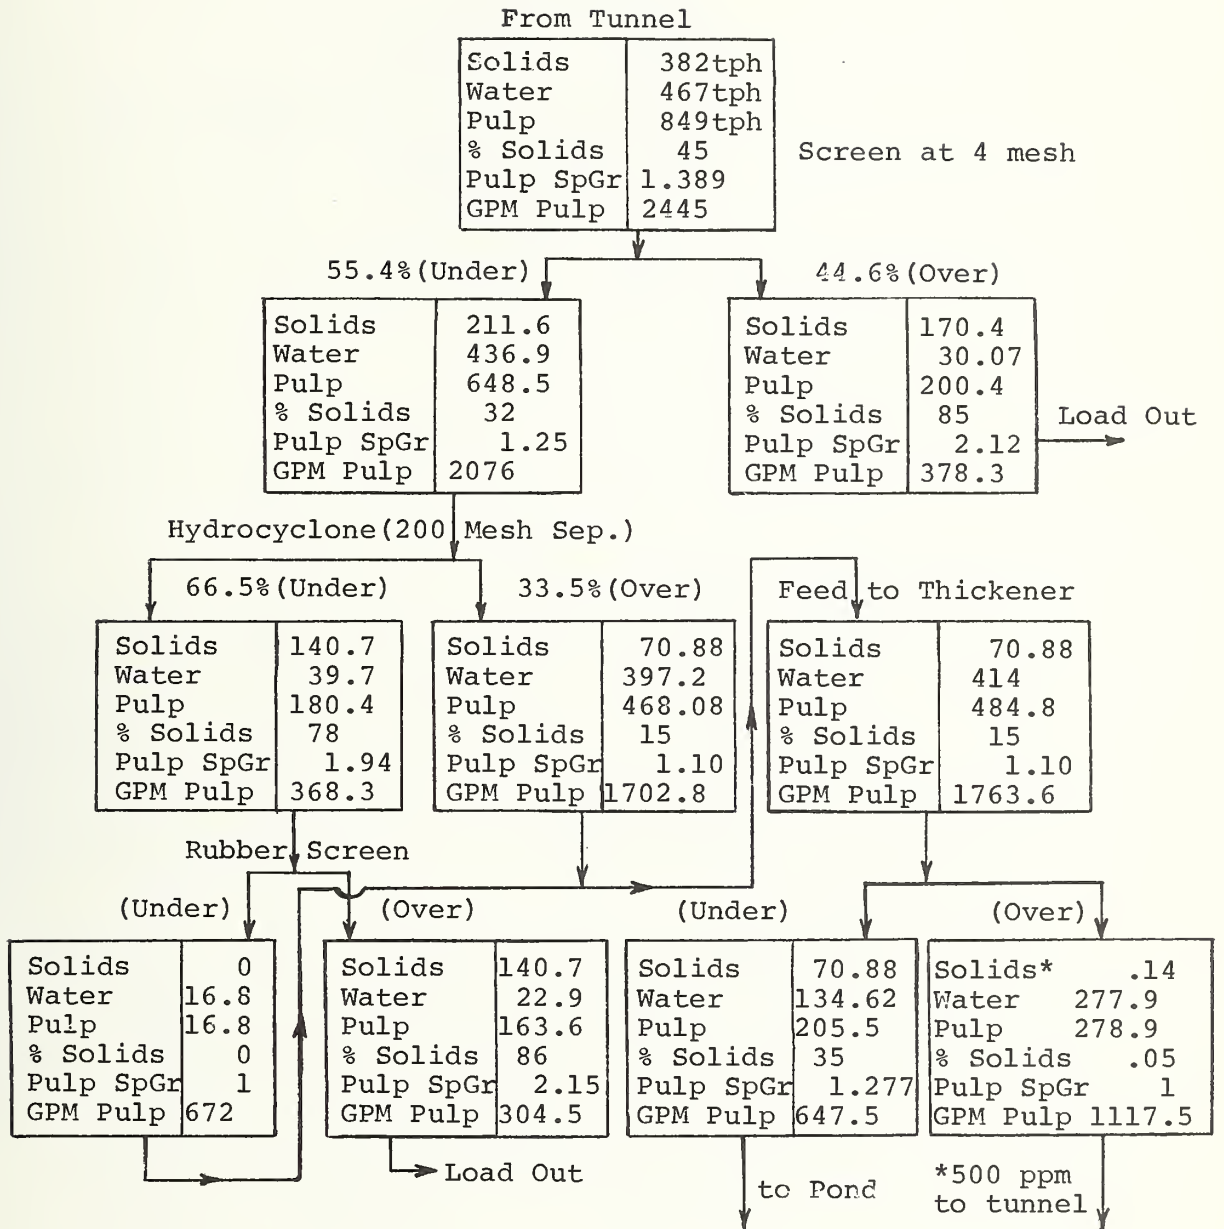 From Tunnel
Solids 382tph
Water 467tph
Pulp 849tph
% Solids 45
Pulp SpGr 1.389
GPM Pulp 2445
Screen at 4 mesh
55.4%(Under)
Solids 211.6
Water 436.9
Pulp 648.5
% Solids 32
Pulp SpGr 1.25
GPM Pulp 2076
44.6%(Over)
Solids 170.4
Water 30.07
Pulp 200.4
% Solids 85
Pulp SpGr 2.12
GPM Pulp 378.3
Load Out
Hydrocyclone(200 Mesh Sep.)
66.5%(Under)
Solids 140.7
Water 39.7
Pulp 180.4
% Solids 78
Pulp SpGr 1.94
GPM Pulp 368.3
33.5%(Over)
Solids 70.88
Water 397.2
Pulp 468.08
% Solids 15
Pulp SpGr 1.10
GPM Pulp 1702.8
Feed to Thickener
Solids 70.88
Water 414
Pulp 484.8
% Solids 15
Pulp SpGr 1.10
GPM Pulp 1763.6
Rubber Screen
(Under)
Solids 0
Water 16.8
Pulp 16.8
% Solids 0
Pulp SpGr 1
GPM Pulp 672
(Over)
Solids 140.7
Water 22.9
Pulp 163.6
% Solids 86
Pulp SpGr 2.15
GPM Pulp 304.5
Load Out
(Under)
Solids 70.88
Water 134.62
Pulp 205.5
% Solids 35
Pulp SpGr 1.277
GPM Pulp 647.5
to Pond
(Over)
Solids* .14
Water 277.9
Pulp 278.9
% Solids .05
Pulp SpGr 1
GPM Pulp 1117.5
*500 ppm
to tunnel